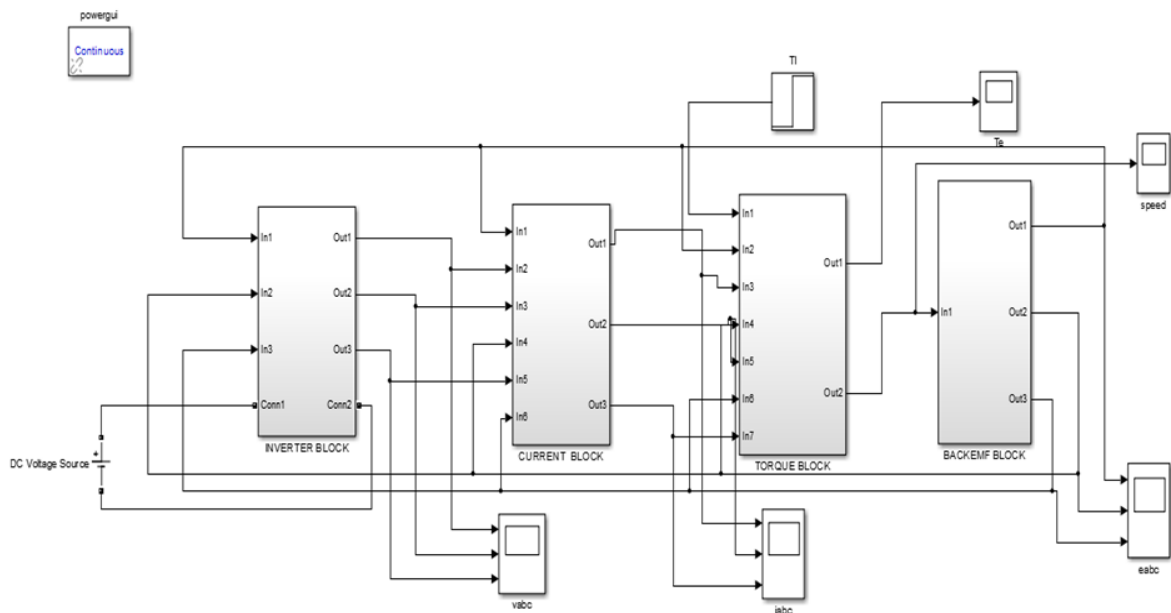 powergui
Continuous
Tl
Te
speed
In1
In2
In3
Conn1
Out1
Out2
Out3
Conn2
INVERTER BLOCK
In1
In2
In3
In4
In5
In6
Out1
Out2
Out3
CURRENT BLOCK
In1
In2
In3
In4
In5
In6
In7
Out1
Out2
TORQUE BLOCK
In1
Out1
Out2
Out3
BACKEMF BLOCK
+
DC Voltage Source
vabc
iabc
eabc